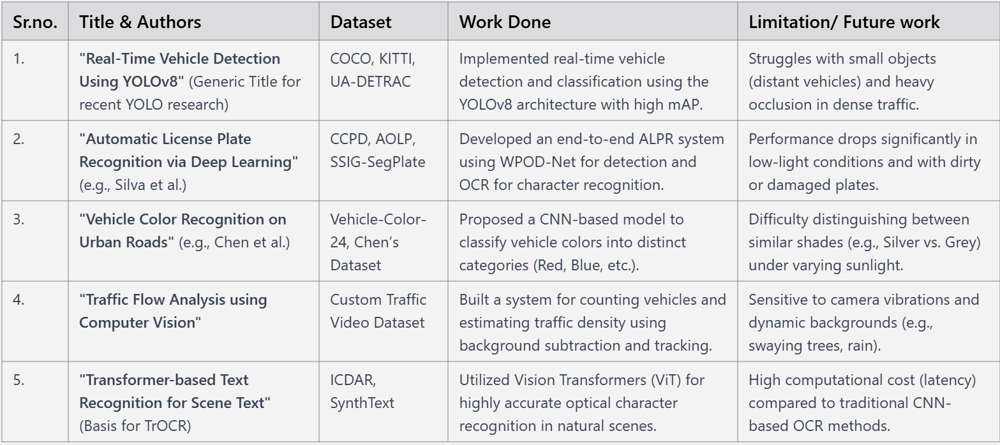 Sr.no. Title & Authors Dataset Work Done Limitation/ Future work
1.
"Real-Time Vehicle Detection
Using YOLOv8" (Generic Title for
recent YOLO research)
COCO, KITTI,
UA-DETRAC
Implemented real-time vehicle
detection and classification using the
YOLOv8 architecture with high mAP.
Struggles with small objects
(distant vehicles) and heavy
occlusion in dense traffic.
2.
"Automatic License Plate
Recognition via Deep Learning"
(e.g., Silva et al.)
CCPD, AOLP,
SSIG-SegPlate
Developed an end-to-end ALPR system
using WPOD-Net for detection and
OCR for character recognition.
Performance drops significantly in
low-light conditions and with dirty
or damaged plates.
3.
"Vehicle Color Recognition on
Urban Roads" (e.g., Chen et al.)
Vehicle-Color-
24, Chen’s
Dataset
Proposed a CNN-based model to
classify vehicle colors into distinct
categories (Red, Blue, etc.).
Difficulty distinguishing between
similar shades (e.g., Silver vs. Grey)
under varying sunlight.
4.
"Traffic Flow Analysis using
Computer Vision"
Custom Traffic
Video Dataset
Built a system for counting vehicles and
estimating traffic density using
background subtraction and tracking.
Sensitive to camera vibrations and
dynamic backgrounds (e.g.,
swaying trees, rain).
5.
"Transformer-based Text
Recognition for Scene Text"
(Basis for TrOCR)
ICDAR,
SynthText
Utilized Vision Transformers (ViT) for
highly accurate optical character
recognition in natural scenes.
High computational cost (latency)
compared to traditional CNN-
based OCR methods.